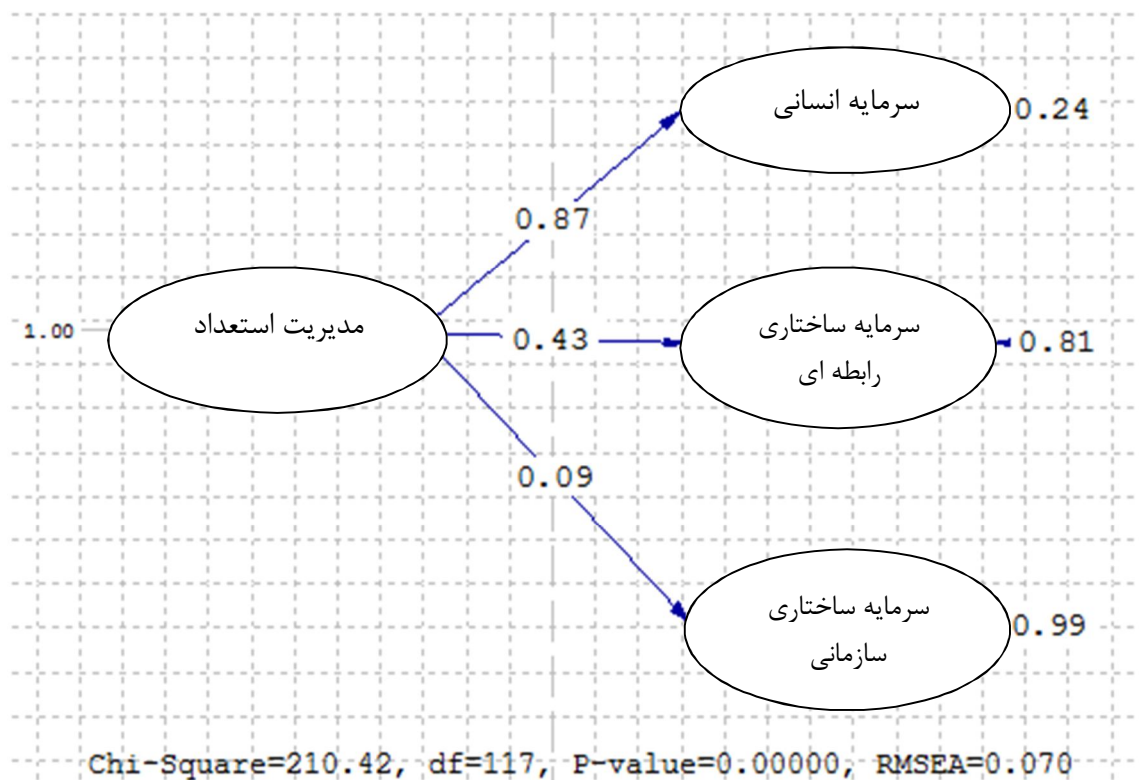 سرمایه انسانی
0.24
0.87
1.00
مدیریت استعداد
0.43
سرمایه ساختاری
رابطه ای
0.81
0.09
سرمایه ساختاری
سازمانی
0.99
Chi-Square=210.42, df=117, P-value=0.00000, RMSEA=0.070